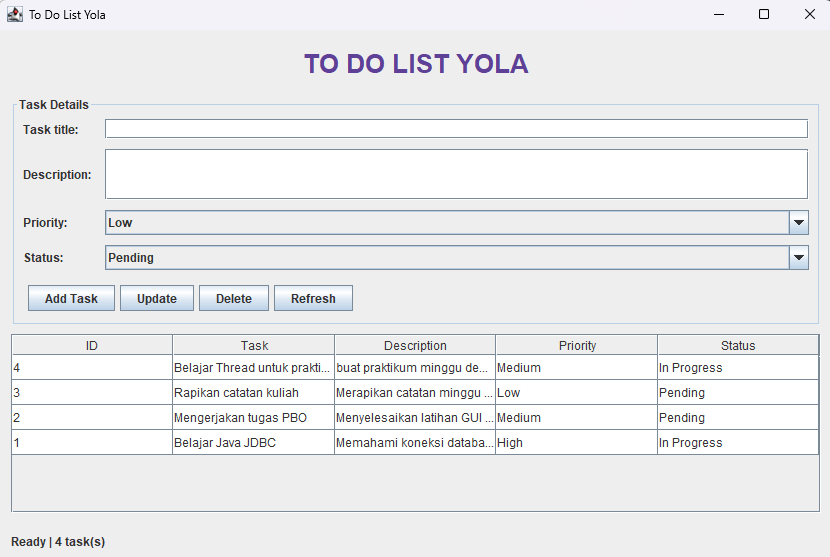 To Do List Yola
TO DO LIST YOLA
Task Details
Task title:
Description:
Priority: Low
Status: Pending
Add Task Update Delete Refresh
ID Task Description Priority Status
4 Belajar Thread untuk prakti... buat praktikum minggu de... Medium In Progress
3 Rapikan catatan kuliah Merapikan catatan minggu ... Low Pending
2 Mengerjakan tugas PBO Menyelesaikan latihan GUI ... Medium Pending
1 Belajar Java JDBC Memahami koneksi databa... High In Progress
Ready | 4 task(s)